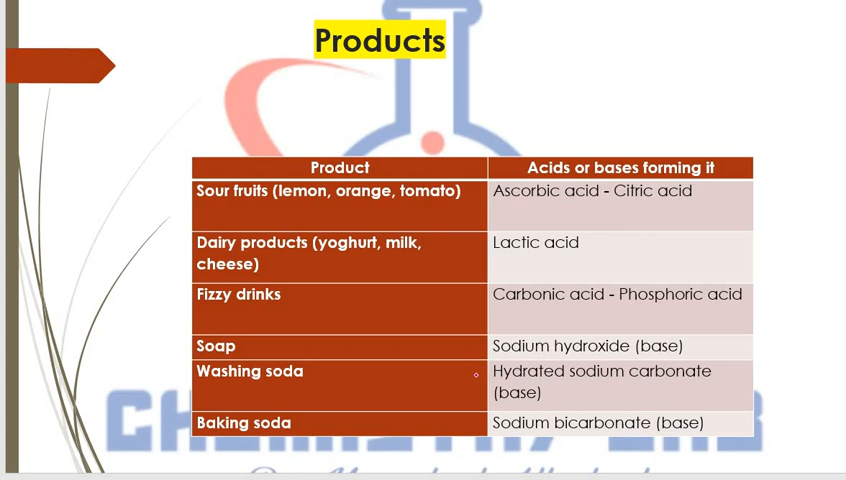 Products
Product
Acids or bases forming it
Sour fruits (lemon, orange, tomato)
Ascorbic acid - Citric acid
Dairy products (yoghurt, milk,
cheese)
Lactic acid
Fizzy drinks
Carbonic acid - Phosphoric acid
Soap
Sodium hydroxide (base)
Washing soda
Hydrated sodium carbonate
(base)
Baking soda
Sodium bicarbonate (base)